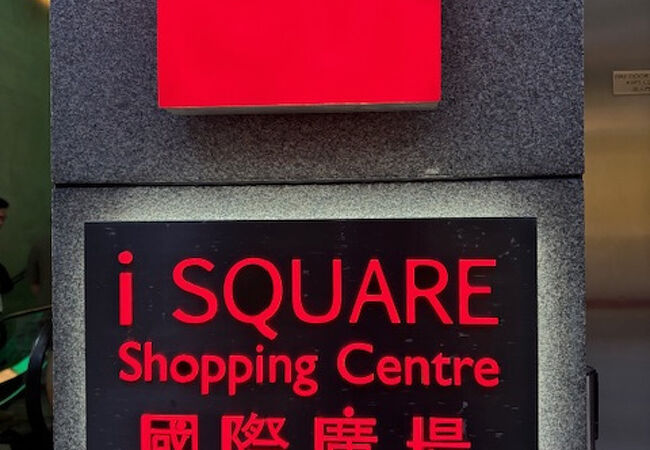 i SQUARE
Shopping Centre
國際廣場